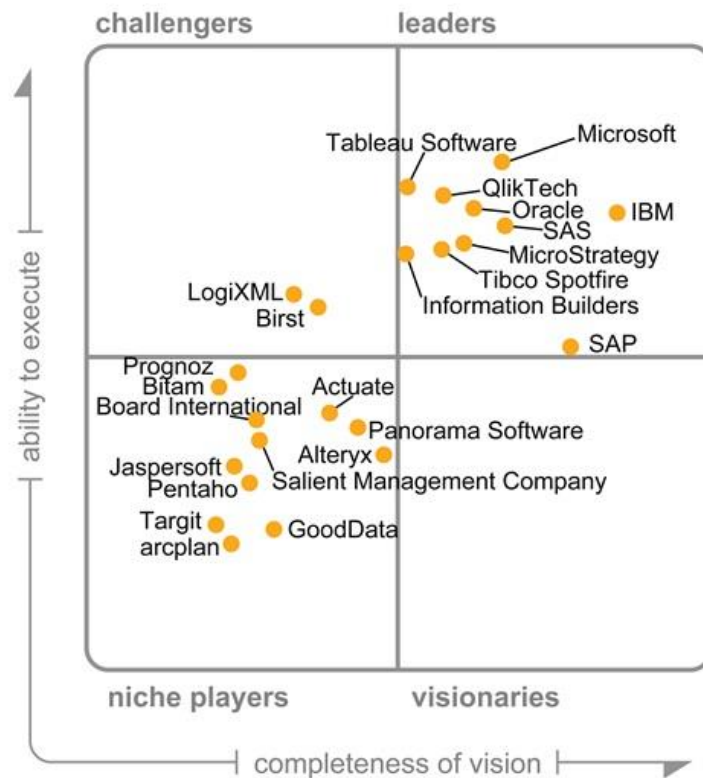 challengers
leaders
Tableau Software
Microsoft
QlikTech
Oracle
IBM
SAS
MicroStrategy
Tibco Spotfire
Information Builders
LogiXML
Birst
SAP
Prognoz
Bitam
Actuate
Board International
Panorama Software
Alteryx
Jaspersoft
Salient Management Company
Pentaho
Targit
GoodData
arcplan
niche players
visionaries
ability to execute
completeness of vision